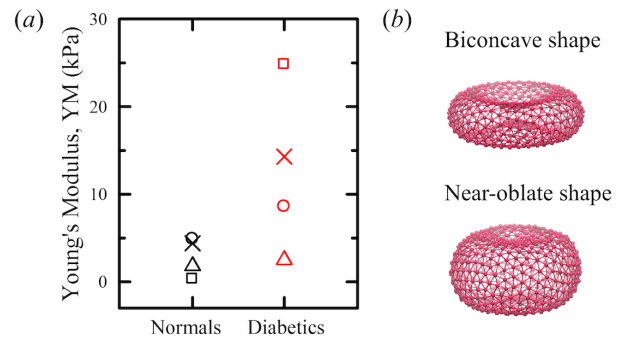 (a)
Young's Modulus, YM (kPa)
30
20
10
0
Normals
Diabetics
(b)
Biconcave shape
Near-oblate shape